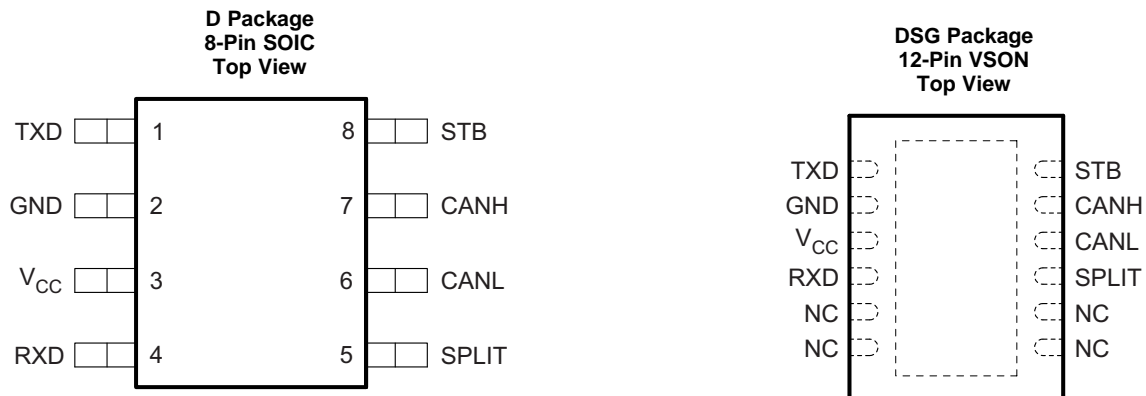 D Package
8-Pin SOIC
Top View
TXD 1 8 STB
GND 2 7 CANH
VCC 3 6 CANL
RXD 4 5 SPLIT
DSG Package
12-Pin VSON
Top View
TXD STB
GND CANH
VCC CANL
RXD SPLIT
NC NC
NC NC